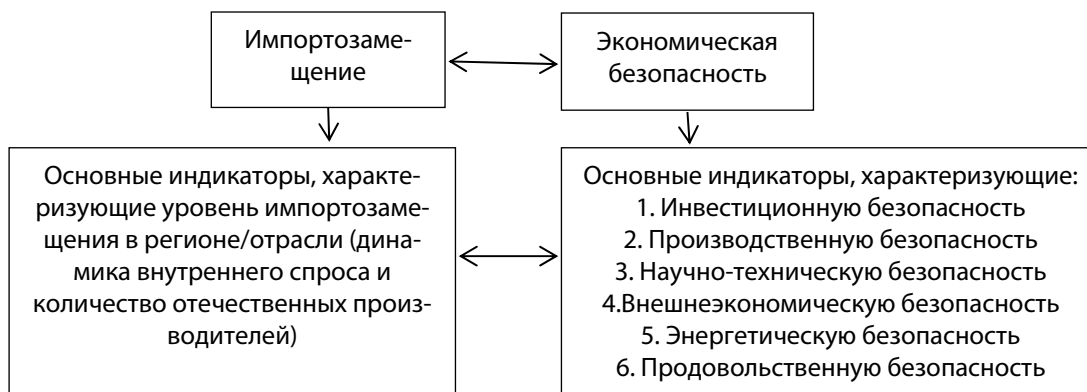 Импортозаме-
щение
Экономическая
безопасность
Основные индикаторы, характе-
ризующие уровень импортозаме-
щения в регионе/отрасли (дина-
мика внутреннего спроса и
количество отечественных произ-
водителей)
Основные индикаторы, характеризующие:
1. Инвестиционную безопасность
2. Производственную безопасность
3. Научно-техническую безопасность
4.Внешнеэкономическую безопасность
5. Энергетическую безопасность
6. Продовольственную безопасность